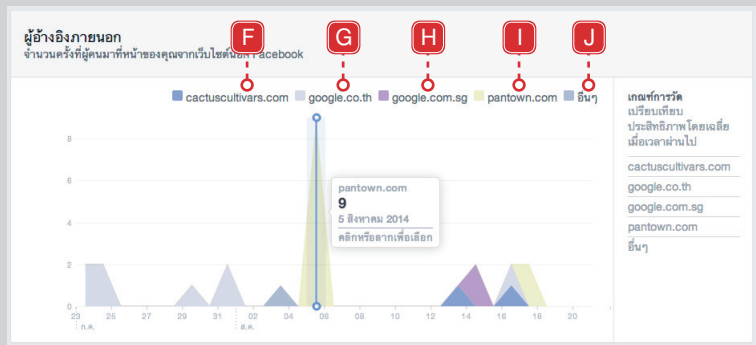 ผู้อ้างอิงภายนอก
จำนวนครั้งที่ผู้คนมาที่หน้าของคุณจากเว็บไซต์นอก Facebook
F G H I J
cactuscultivars.com google.co.th google.com.sg pantown.com อื่นๆ
8
6
4
2
0
pantown.com
9
5 สิงหาคม 2014
คลิกหรือลากเพื่อเลือก
23 25 27 29 31 02 04 06 08 10 12 14 16 18 20
ก.ค. ส.ค.
เกณฑ์การวัด
เปรียบเทียบ
ประสิทธิภาพโดยเฉลี่ย
เมื่อเวลาผ่านไป
cactuscultivars.com
google.co.th
google.com.sg
pantown.com
อื่นๆ